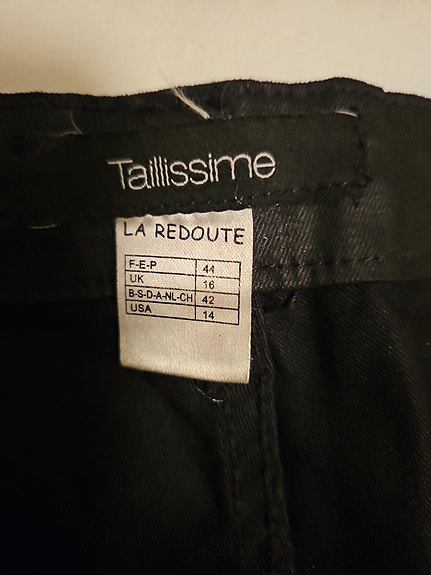 Taillissime
LA REDOUTE
F-E-P 44
UK 16
B-S-D-A-NL-CH 42
USA 14